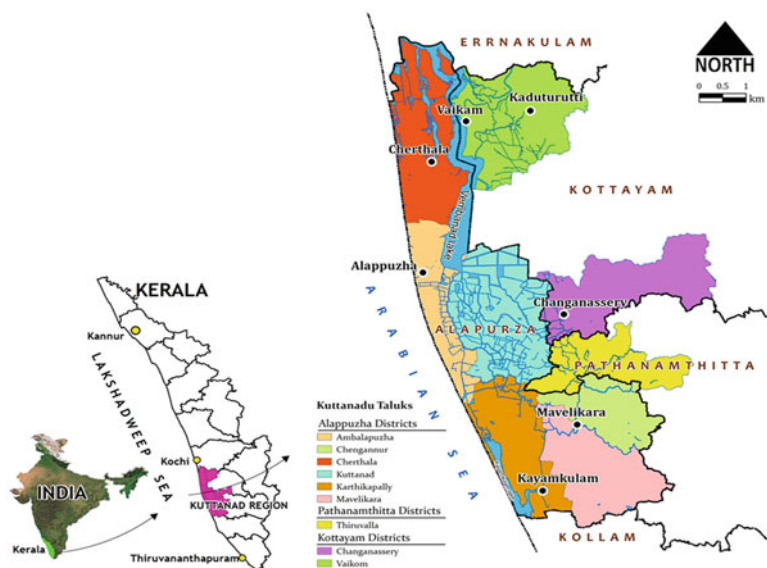 ERRNAKULAM
NORTH
0 0.5 1
km
Kaduturutti
Vaikam
Cherthala
KOTTAYAM
Vembanad lake
Alappuzha
Changanassery
ALAPURZA
PATHANAMTHITTA
ARABIAN SEA
Mavelikara
Kayamkulam
KOLLAM
Kuttanadu Taluks
Alappuzha Districts
Ambalapuzha
Chengannur
Cherthala
Kuttanad
Karthikapally
Mavelikara
Pathanamthitta Districts
Thiruvalla
Kottayam Districts
Changanassery
Vaikom
KERALA
Kannur
LAKSHADWEEP SEA
Kochi
KUTTANAD REGION
Thiruvananthapuram
INDIA
Kerala